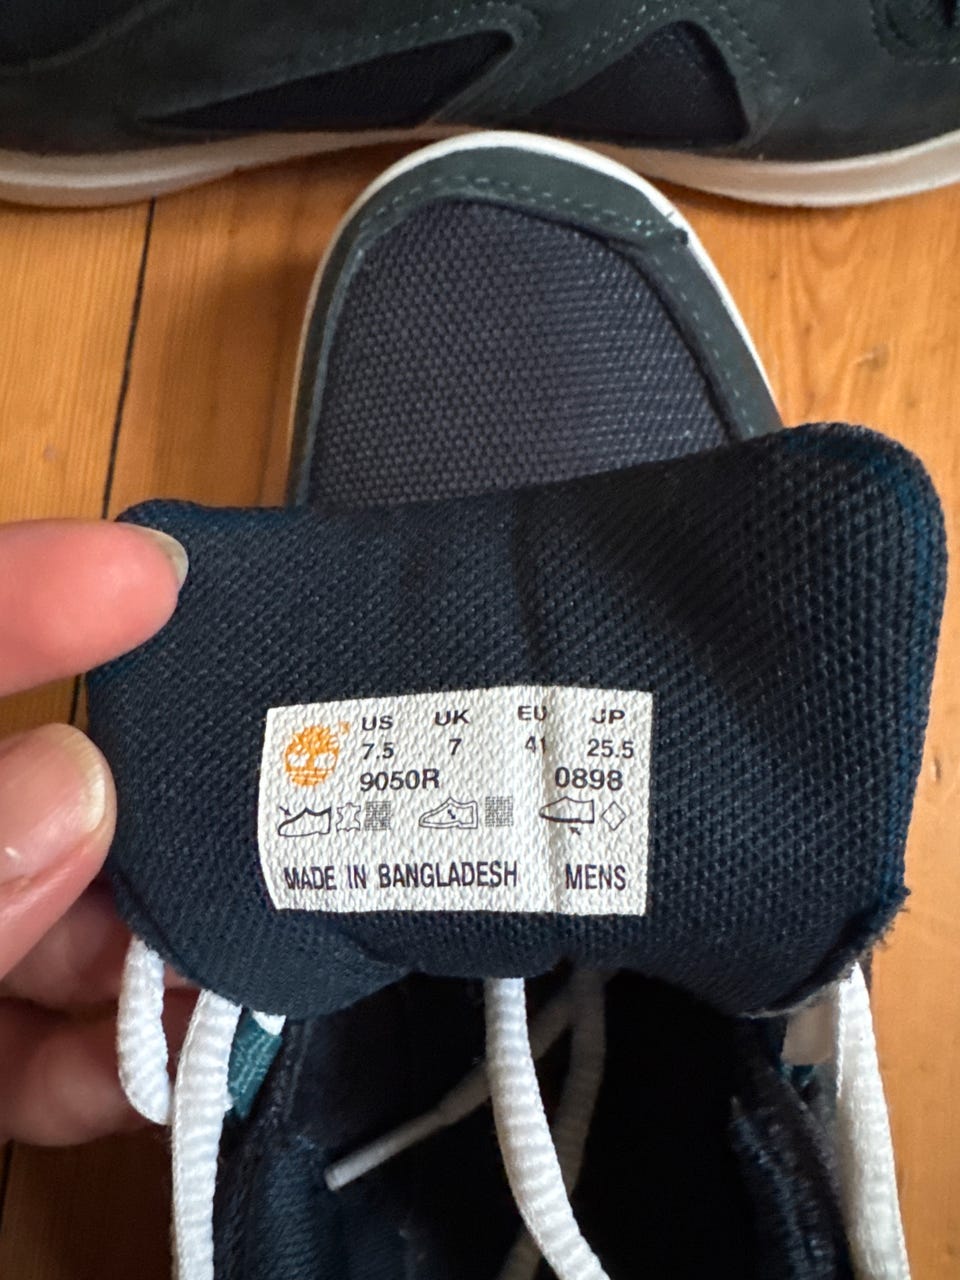 US UK EU JP
7.5 7 41 25.5
9050R 0898
MADE IN BANGLADESH MENS